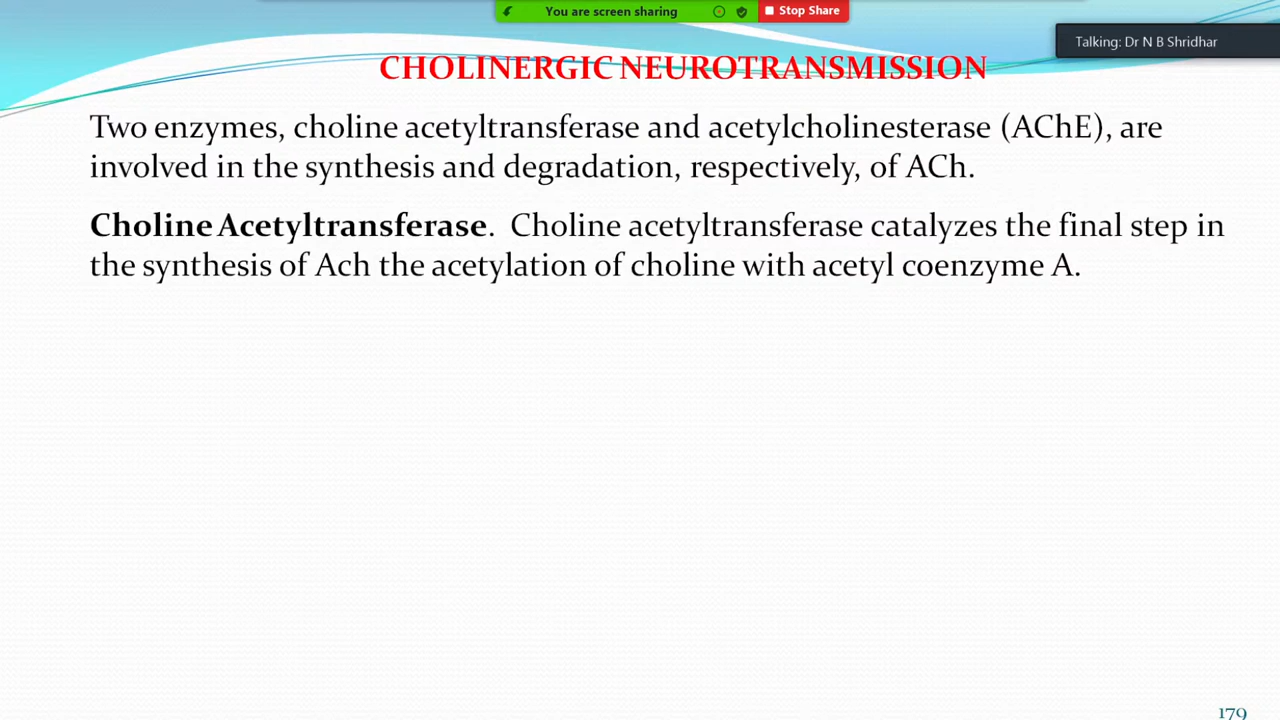 You are screen sharing
Stop Share
Talking: Dr N B Shridhar
CHOLINERGIC NEUROTRANSMISSION
Two enzymes, choline acetyltransferase and acetylcholinesterase (AChE), are
involved in the synthesis and degradation, respectively, of ACh.
Choline Acetyltransferase. Choline acetyltransferase catalyzes the final step in
the synthesis of Ach the acetylation of choline with acetyl coenzyme A.
179